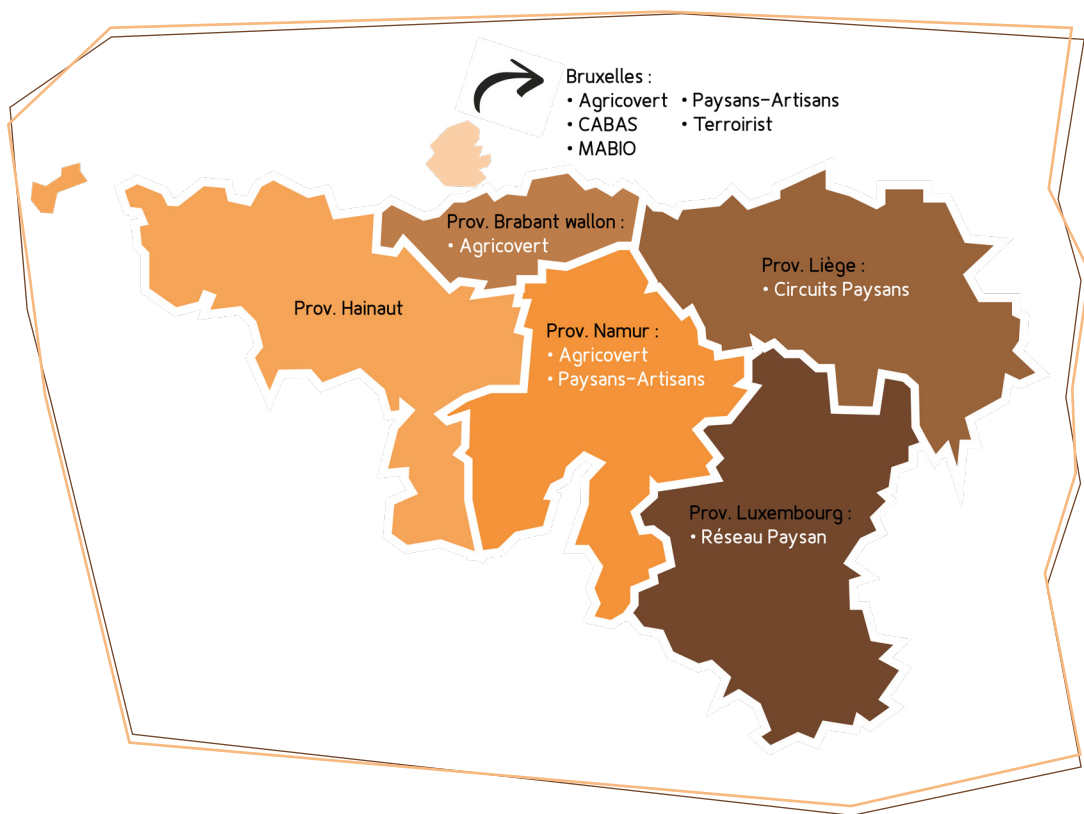 Bruxelles :
• Agricovert • Paysans-Artisans
• CABAS • Terroirist
• MABIO
Prov. Brabant wallon :
• Agricovert
Prov. Liège :
• Circuits Paysans
Prov. Hainaut
Prov. Namur :
• Agricovert
• Paysans-Artisans
Prov. Luxembourg :
• Réseau Paysan